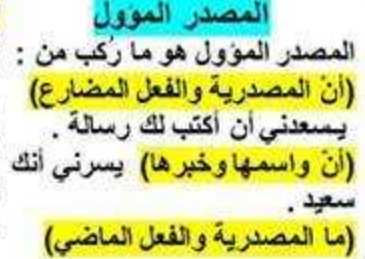 المصدر المؤول
المصدر المؤول هو ما رُكب من :
(أنْ المصدرية والفعل المضارع)
يسعدني أن أكتب لك رسالة .
(أنّ واسمها وخبرها) يسرني أنك
سعيد .
(ما المصدرية والفعل الماضي)